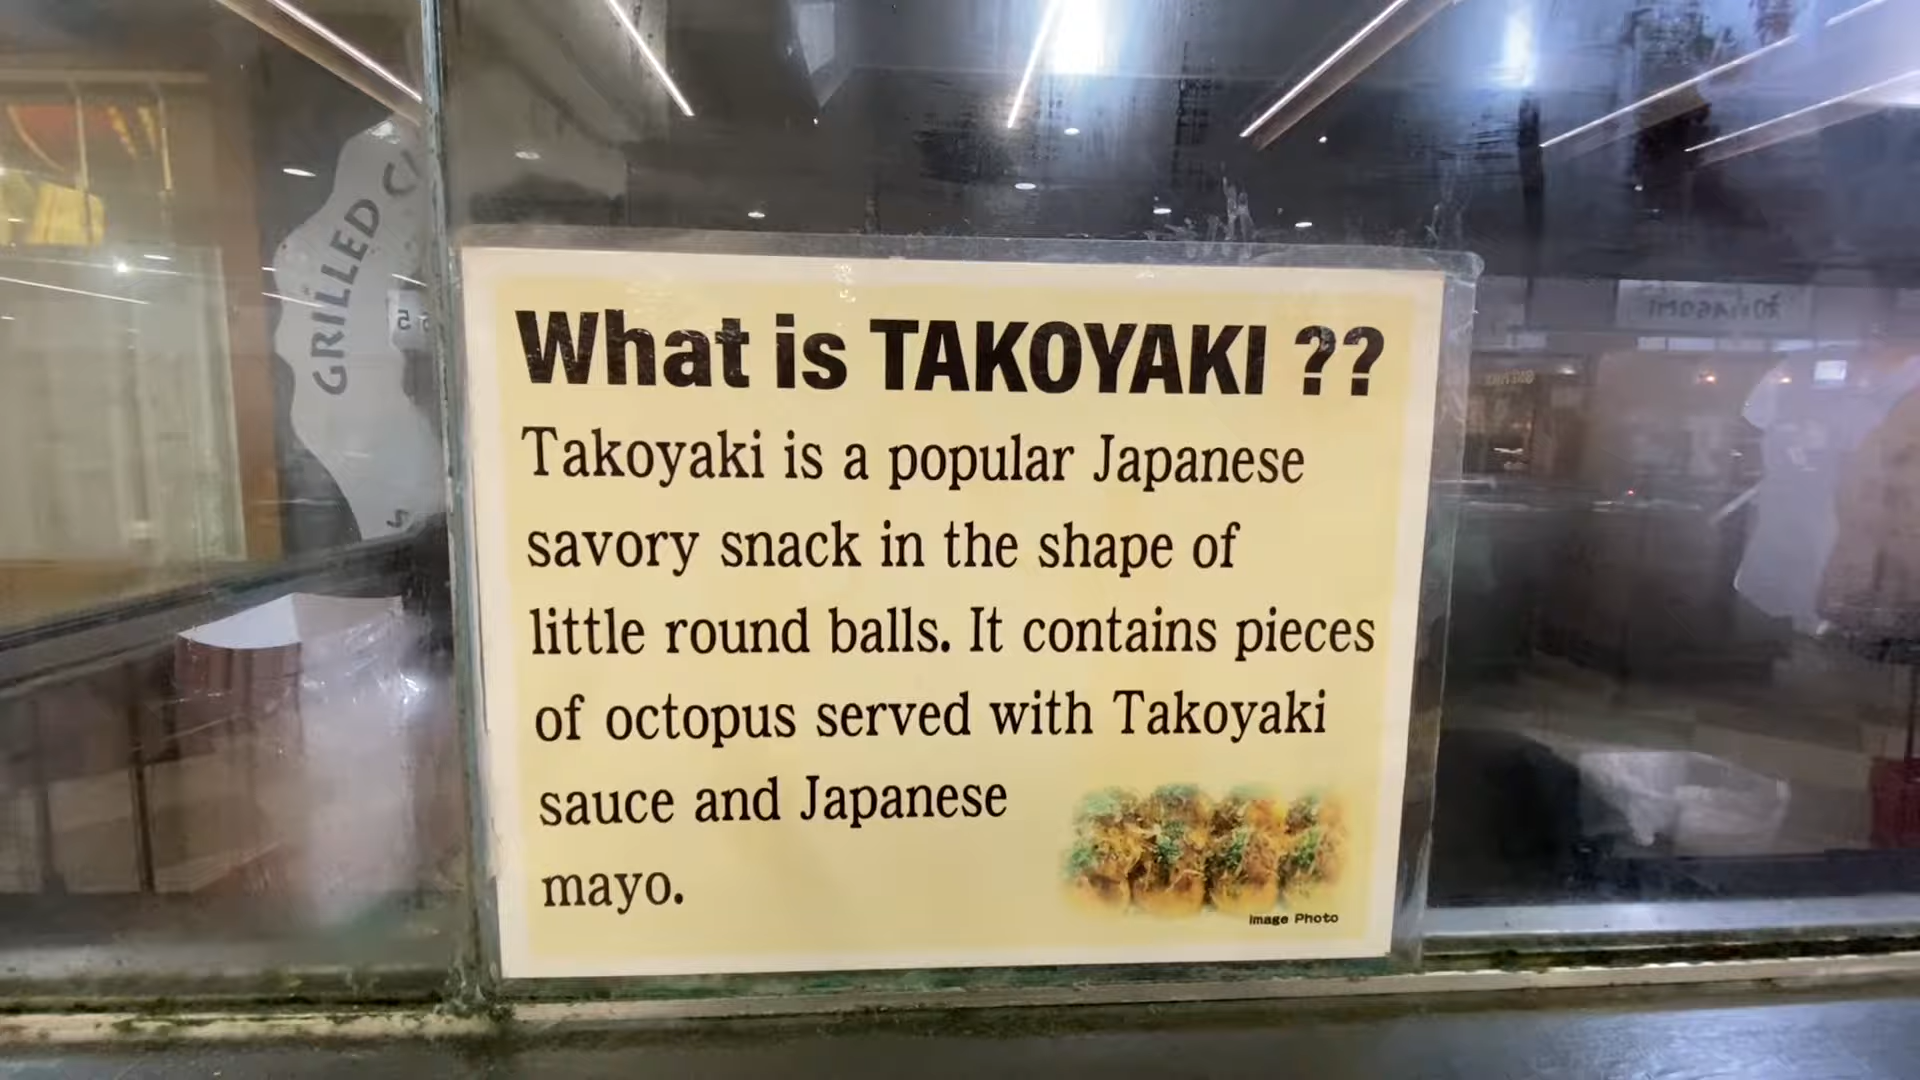 GRILLED
What is TAKOYAKI ??
Takoyaki is a popular Japanese
savory snack in the shape of
little round balls. It contains pieces
of octopus served with Takoyaki
sauce and Japanese
mayo.
Image Photo